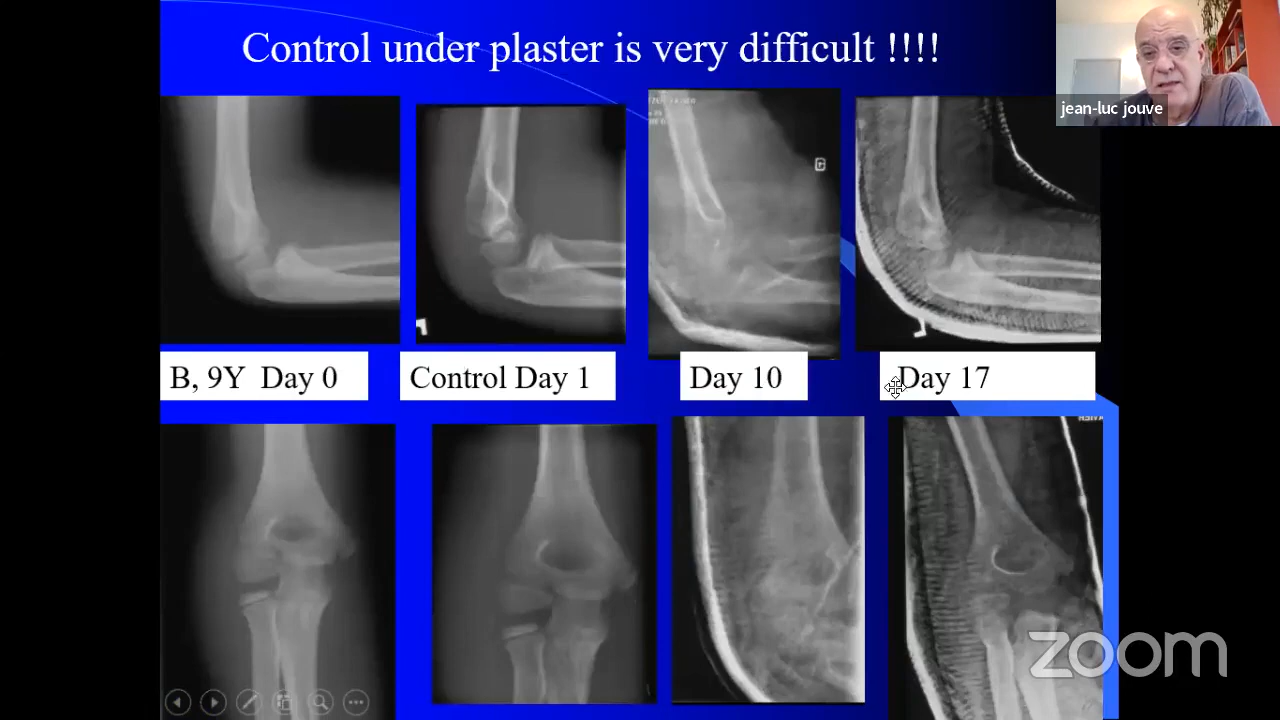 Control under plaster is very difficult !!!!
jean-luc jouve
B, 9Y Day 0
Control Day 1
Day 10
Day 17
zoom